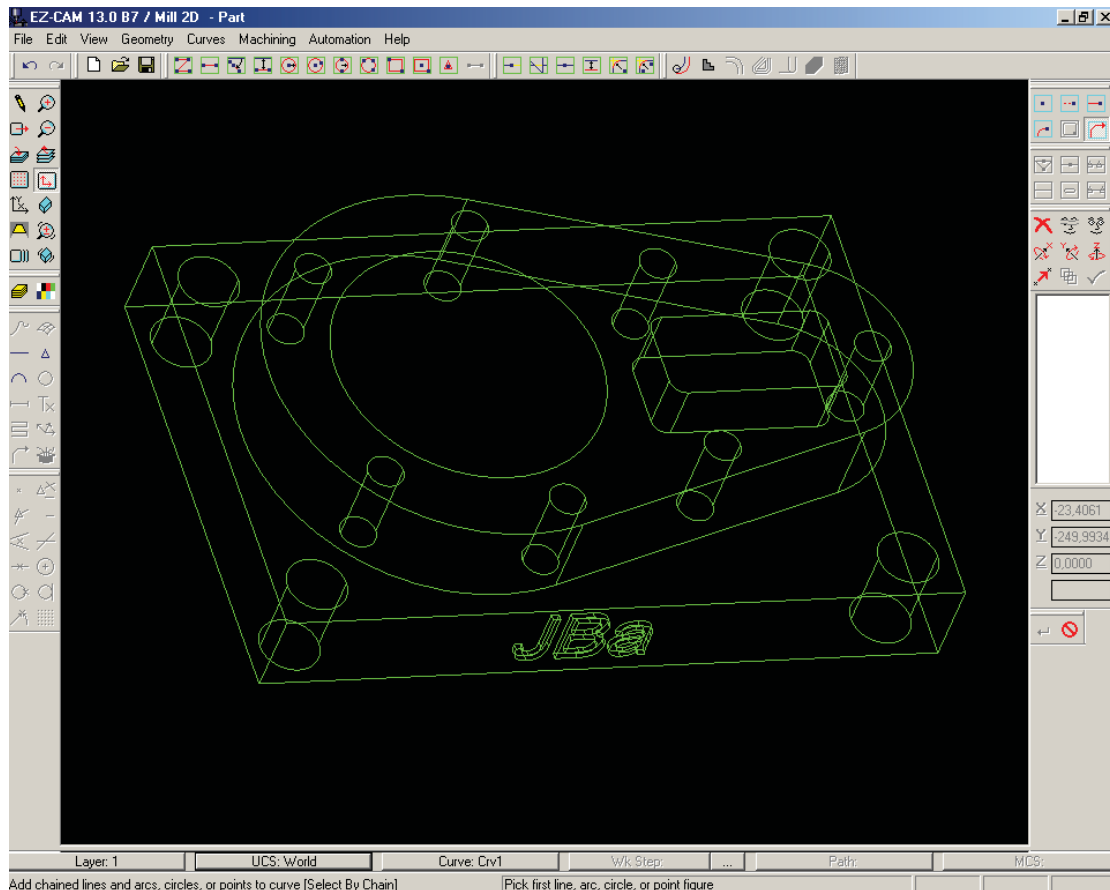 EZ-CAM 13.0 B7 / Mill 2D - Part
File Edit View Geometry Curves Machining Automation Help
JBa
X -23,4061
Y -249,9934
Z 0,0000
Layer: 1 UCS: World Curve: Crv1 Wk Step: ... Path: MCS:
Add chained lines and arcs, circles, or points to curve [Select By Chain] Pick first line, arc, circle, or point figure